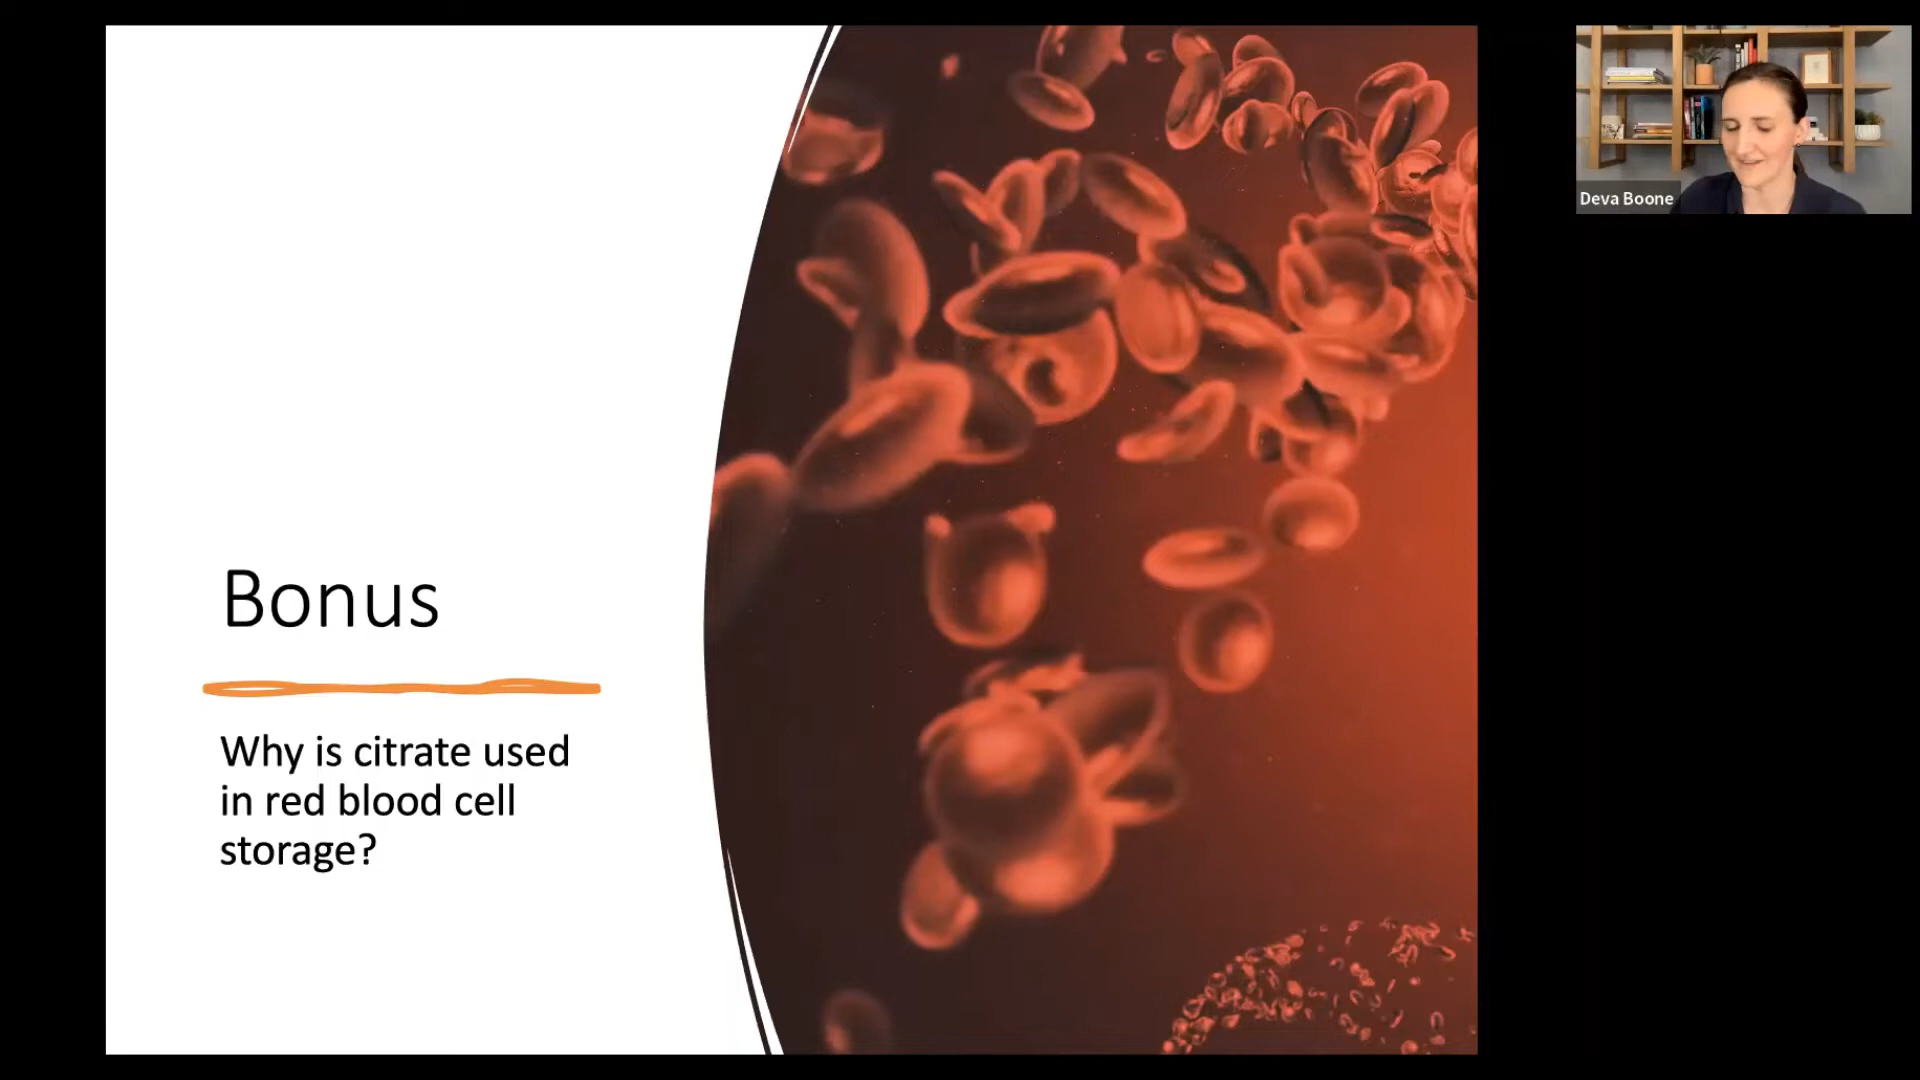 Deva Boone
Bonus
Why is citrate used
in red blood cell
storage?